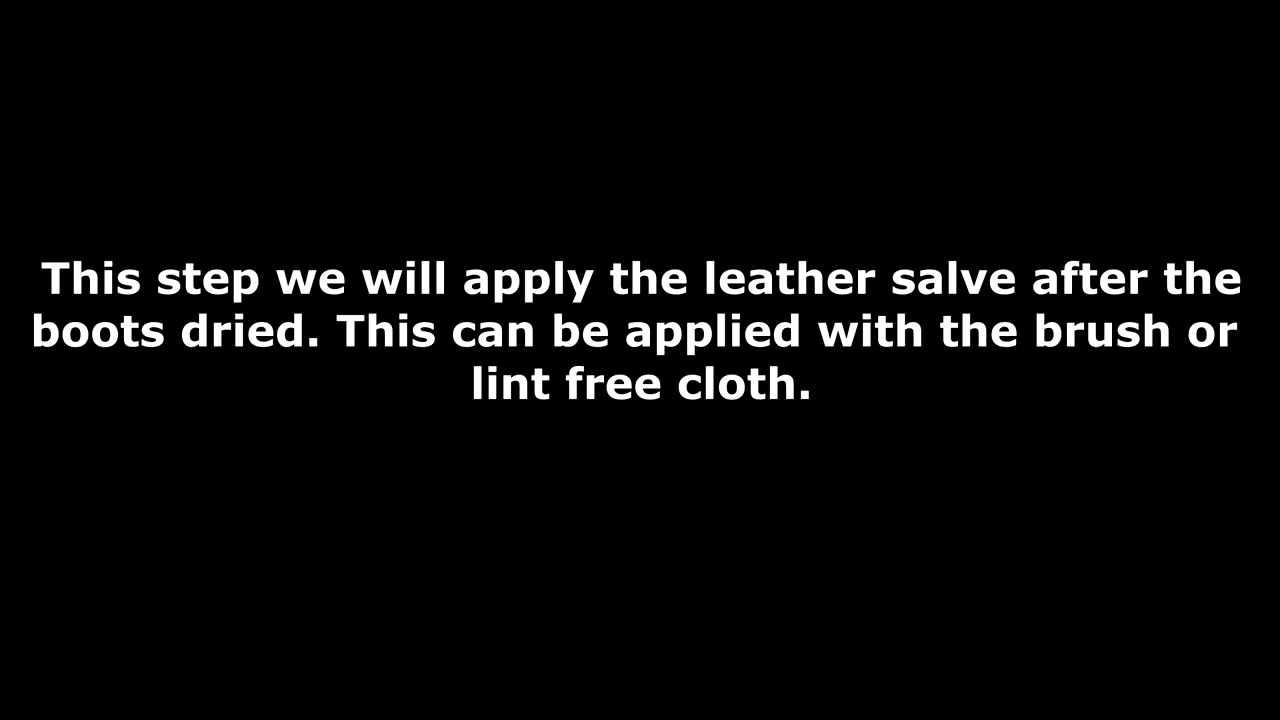 This step we will apply the leather salve after the
boots dried. This can be applied with the brush or
lint free cloth.